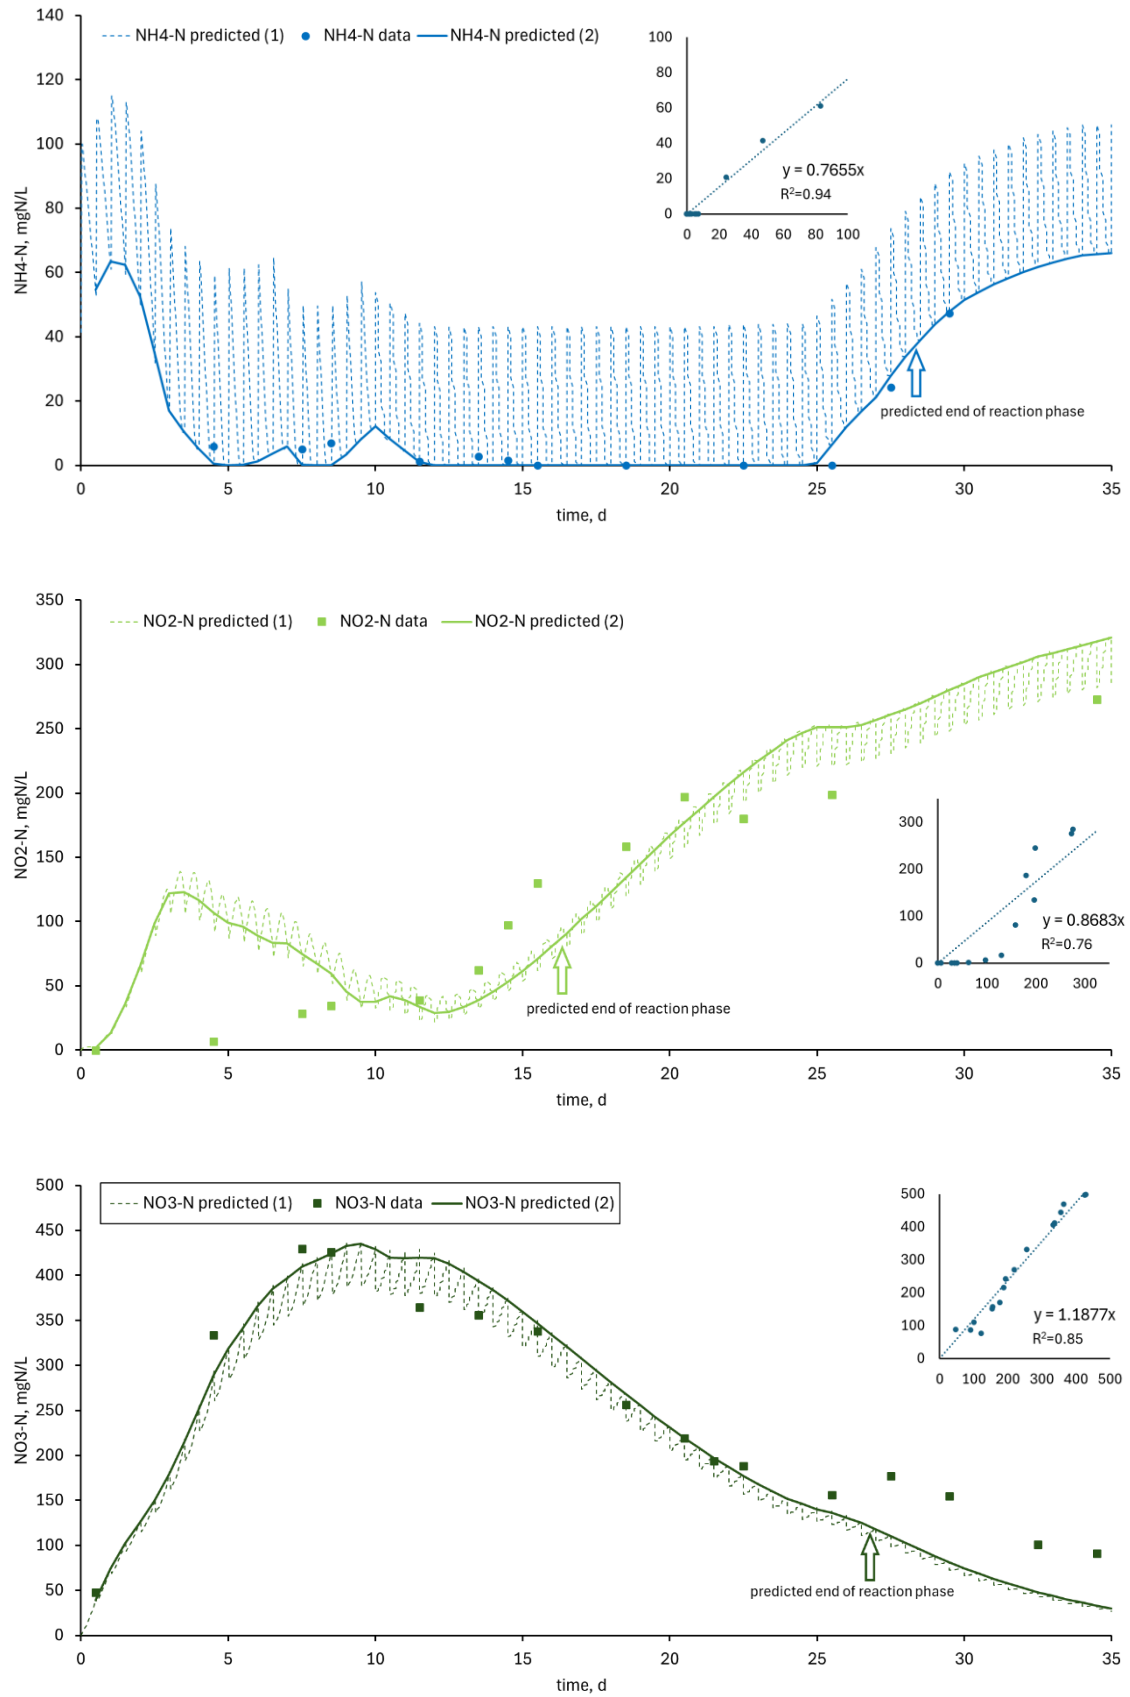 140
NH4-N predicted (1) NH4-N data NH4-N predicted (2)
120
100
80
60
40
20
0
NH4-N, mgN/L
0 5 10 15 20 25 30 35
time, d
predicted end of reaction phase
100
80
60
40
20
0
0 20 40 60 80 100
y = 0.7655x
R²=0.94
350
NO2-N predicted (1) NO2-N data NO2-N predicted (2)
300
250
200
150
100
50
0
NO2-N, mgN/L
0 5 10 15 20 25 30 35
time, d
predicted end of reaction phase
300
200
100
0
0 100 200 300
y = 0.8683x
R²=0.76
500
NO3-N predicted (1) NO3-N data NO3-N predicted (2)
450
400
350
300
250
200
150
100
50
0
NO3-N, mgN/L
0 5 10 15 20 25 30 35
time, d
predicted end of reaction phase
500
400
300
200
100
0
0 100 200 300 400 500
y = 1.1877x
R²=0.85